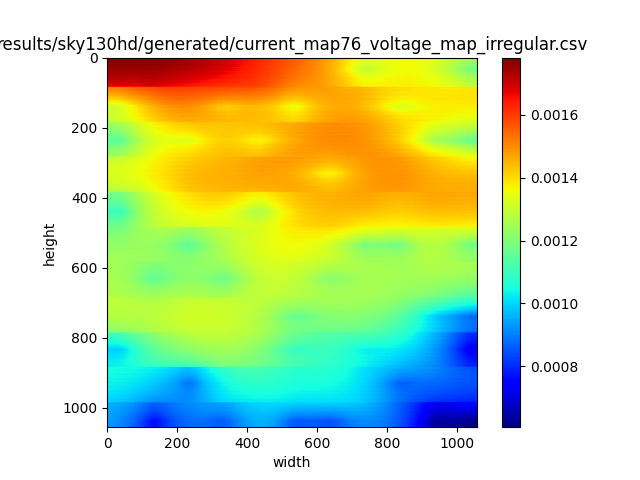 results/sky130hd/generated/current_map76_voltage_map_irregular.csv
0
200
400
600
800
1000
height
0 200 400 600 800 1000
width
0.0016
0.0014
0.0012
0.0010
0.0008